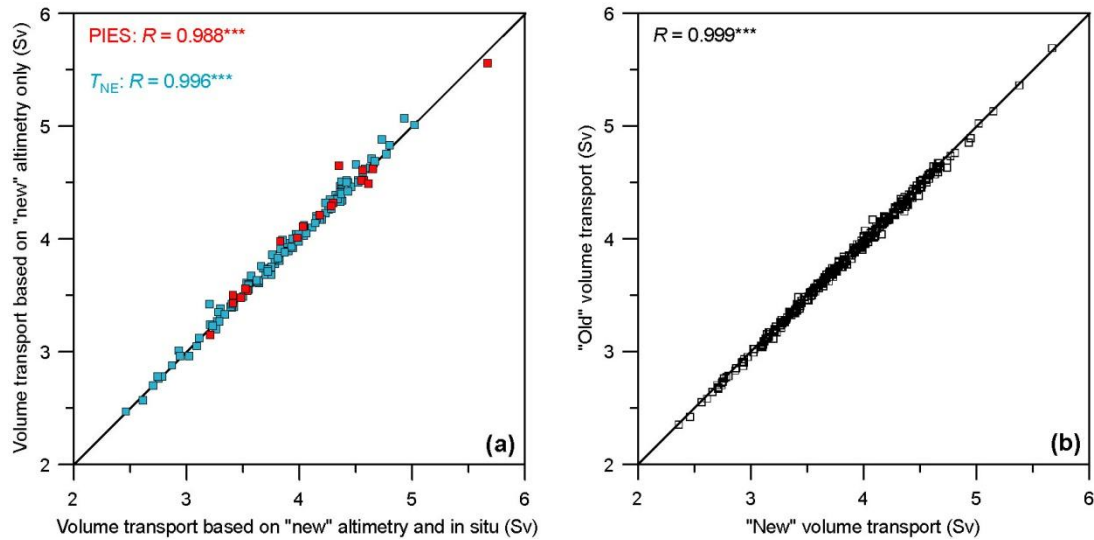 6
5
4
3
2
Volume transport based on "new" altimetry only (Sv)
PIES: R = 0.988***
TNE: R = 0.996***
(a)
2 3 4 5 6
Volume transport based on "new" altimetry and in situ (Sv)
6
5
4
3
2
"Old" volume transport (Sv)
R = 0.999***
(b)
2 3 4 5 6
"New" volume transport (Sv)